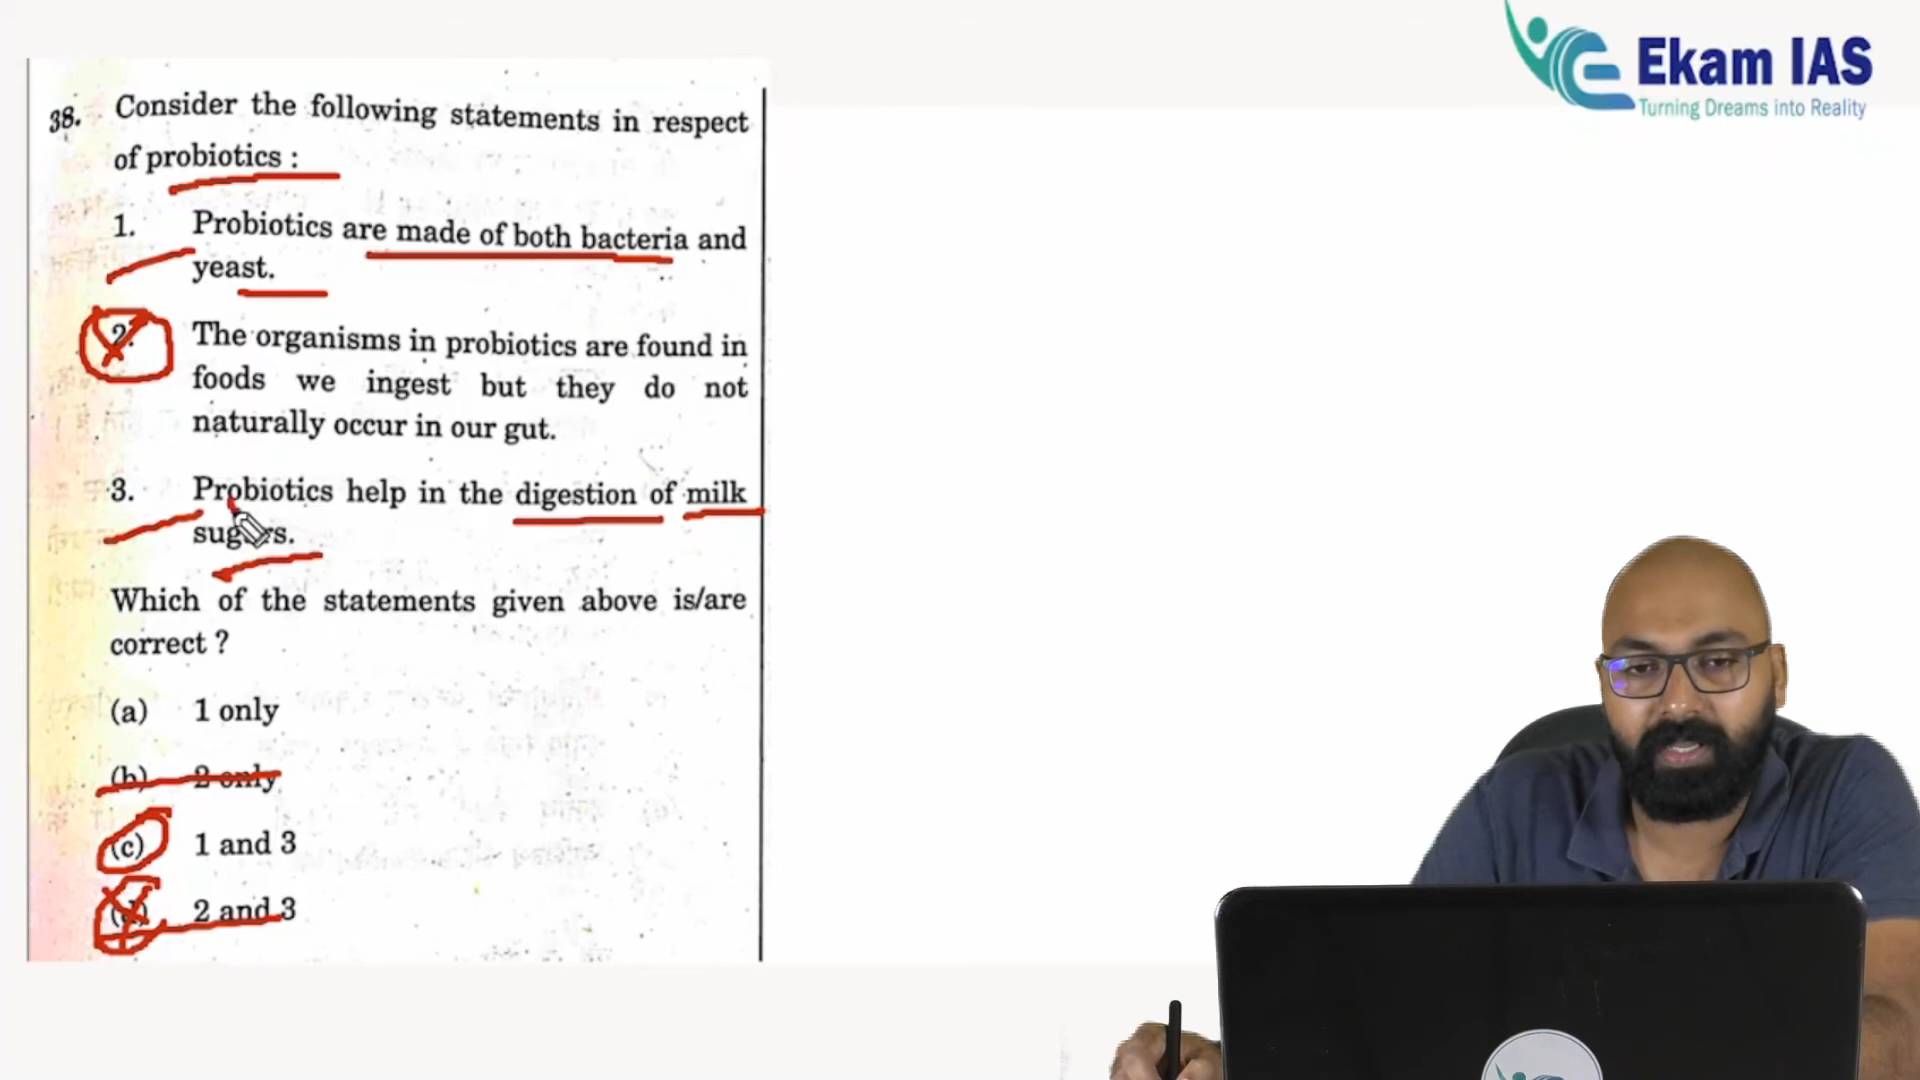 Ekam IAS
Turning Dreams into Reality
38. Consider the following statements in respect
of probiotics :
1. Probiotics are made of both bacteria and
yeast.
2. The organisms in probiotics are found in
foods we ingest but they do not
naturally occur in our gut.
3. Probiotics help in the digestion of milk
sugars.
Which of the statements given above is/are
correct ?
(a) 1 only
(b) 2 only
(c) 1 and 3
(d) 2 and 3